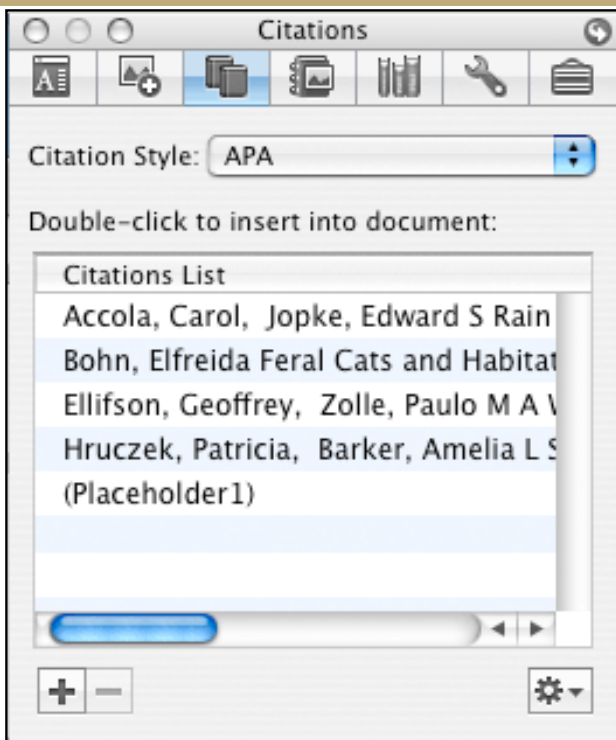 Citations
Citation Style: APA
Double-click to insert into document:
Citations List
Accola, Carol, Jopke, Edward S Rain
Bohn, Elfreida Feral Cats and Habitat
Ellifson, Geoffrey, Zolle, Paulo M A
Hruczek, Patricia, Barker, Amelia L
(Placeholder1)